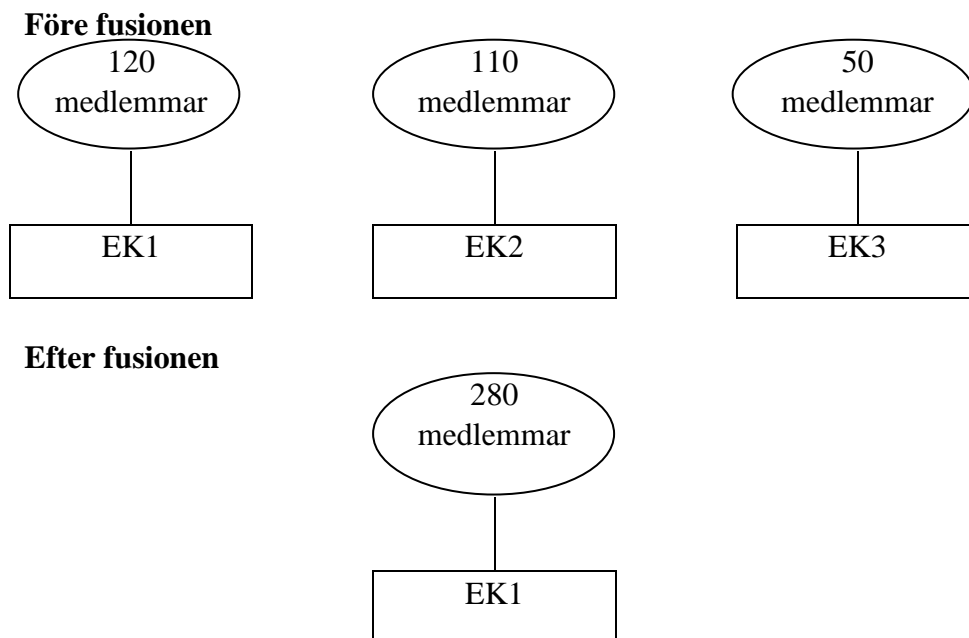 Före fusionen
120
medlemmar
110
medlemmar
50
medlemmar
EK1
EK2
EK3
Efter fusionen
280
medlemmar
EK1